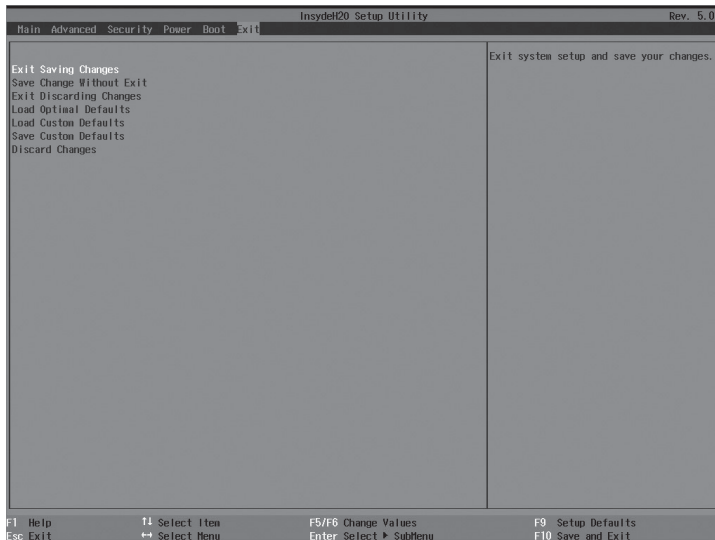 InsydeH20 Setup Utility Rev. 5.0
Main Advanced Security Power Boot Exit
Exit Saving Changes
Save Change Without Exit
Exit Discarding Changes
Load Optimal Defaults
Load Custom Defaults
Save Custom Defaults
Discard Changes
Exit system setup and save your changes.
F1 Help ↑↓ Select Item F5/F6 Change Values F9 Setup Defaults
Esc Exit ↔ Select Menu Enter Select ▶ SubMenu F10 Save and Exit